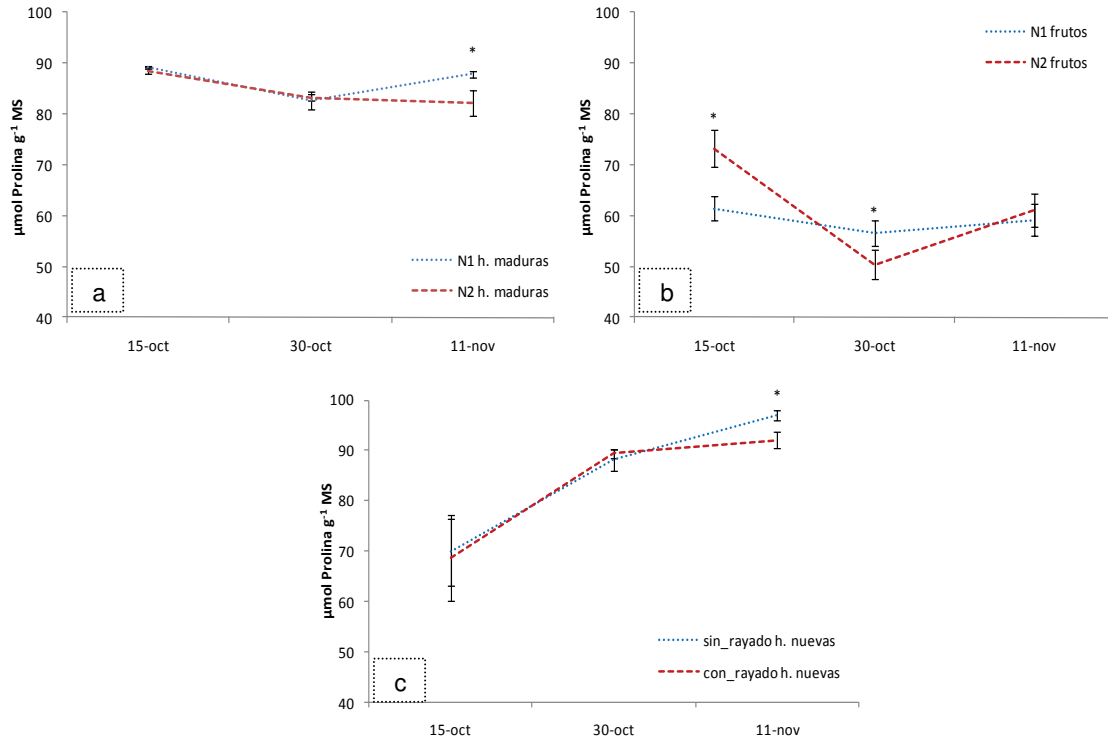 µmol Prolina g⁻¹ MS
100
90
80
70
60
50
40
*
N1 h. maduras
N2 h. maduras
a
15-oct 30-oct 11-nov
µmol Prolina g⁻¹ MS
100
90
80
70
60
50
40
N1 frutos
N2 frutos
*
*
b
15-oct 30-oct 11-nov
µmol Prolina g⁻¹ MS
100
90
80
70
60
50
40
*
sin_rayado h. nuevas
con_rayado h. nuevas
c
15-oct 30-oct 11-nov